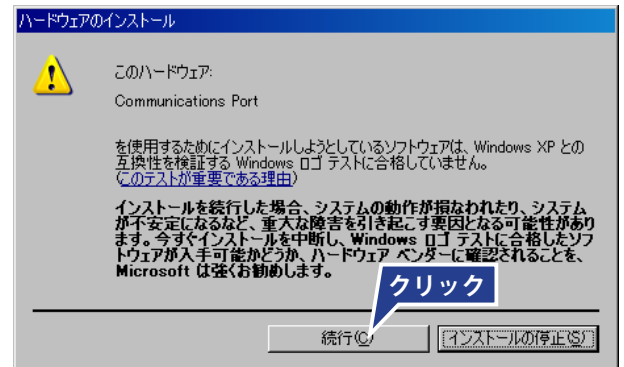 ハードウェアのインストール
このハードウェア:
Communications Port
を使用するためにインストールしようとしているソフトウェアは、Windows XP との
互換性を検証する Windows ロゴ テストに合格していません。
(このテストが重要である理由)
インストールを続行した場合、システムの動作が損なわれたり、システム
が不安定になるなど、重大な障害を引き起こす要因となる可能性があり
ます。今すぐインストールを中断し、Windows ロゴ テストに合格したソフ
トウェアが入手可能かどうか、ハードウェア ベンダーに確認されることを、
Microsoft は強くお勧めします。
クリック
続行(C)
インストールの停止(S)